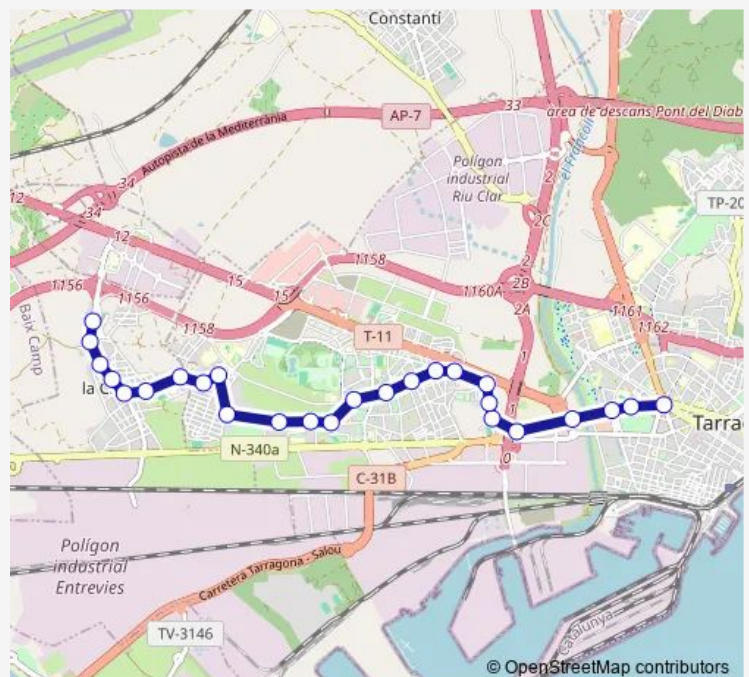 Constantí
33
àrea de descans Pont del Diab
AP-7
Autopista de la Mediterrània
el Francolí
Polígon
industrial
Riu Clar
2
34
TP-20
12
34
2C
12
1158
2
15
15
1156
1156
1160A
2B
2A
1161
1158
1162
Baix Camp
T-11
1
la C
1
Tarra
N-340a
0
C-31B
Polígon
industrial
Entrevies
Carretera Tarragona - Salou
TV-3146
Catalunya
© OpenStreetMap contributors